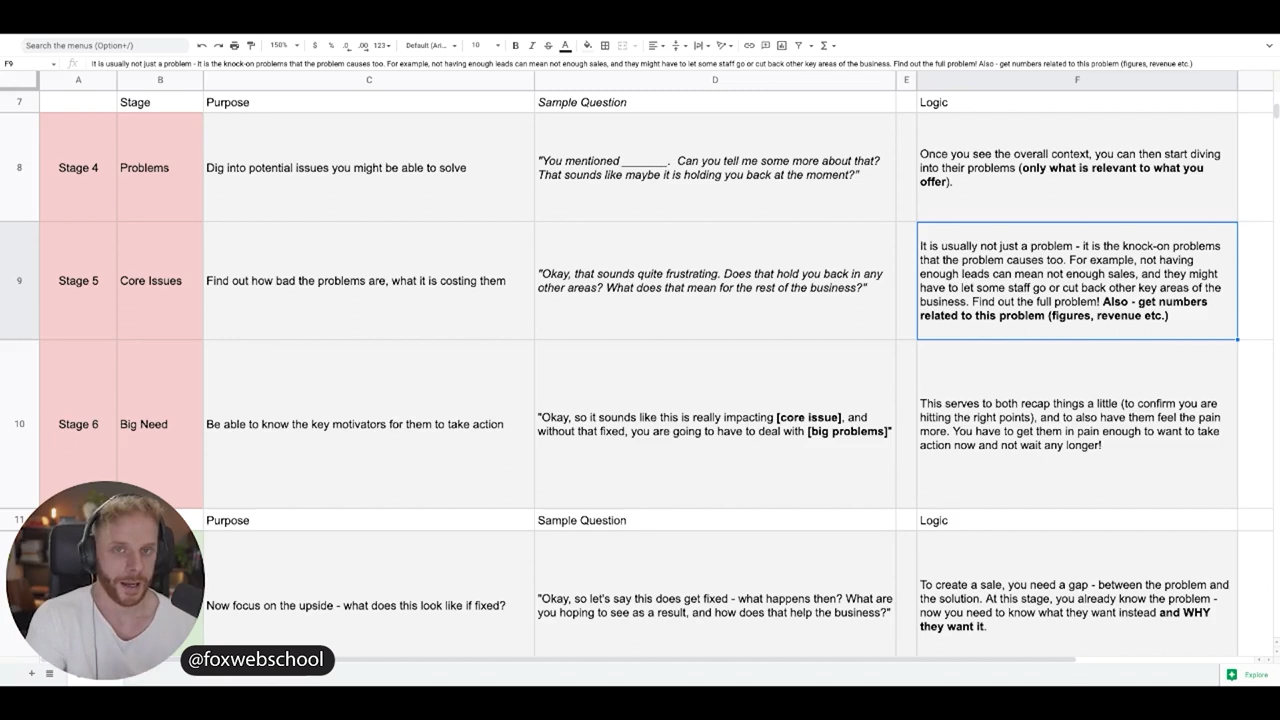 Search the menus (Option+/)
150%
$
%
.0
.00
123
Default (Ari...
10
B
I
S
A
F9
fx
It is usually not just a problem - it is the knock-on problems that the problem causes too. For example, not having enough leads can mean not enough sales, and they might have to let some staff go or cut back other key areas of the business. Find out the full problem! Also - get numbers related to this problem (figures, revenue etc.)
A
B
C
D
E
F
7
Stage
Purpose
Sample Question
Logic
8
Stage 4
Problems
Dig into potential issues you might be able to solve
"You mentioned _______. Can you tell me some more about that?
That sounds like maybe it is holding you back at the moment?"
Once you see the overall context, you can then start diving
into their problems (only what is relevant to what you
offer).
9
Stage 5
Core Issues
Find out how bad the problems are, what it is costing them
"Okay, that sounds quite frustrating. Does that hold you back in any
other areas? What does that mean for the rest of the business?"
It is usually not just a problem - it is the knock-on problems
that the problem causes too. For example, not having
enough leads can mean not enough sales, and they might
have to let some staff go or cut back other key areas of the
business. Find out the full problem! Also - get numbers
related to this problem (figures, revenue etc.)
10
Stage 6
Big Need
Be able to know the key motivators for them to take action
"Okay, so it sounds like this is really impacting [core issue], and
without that fixed, you are going to have to deal with [big problems]"
This serves to both recap things a little (to confirm you are
hitting the right points), and to also have them feel the pain
more. You have to get them in pain enough to want to take
action now and not wait any longer!
11
Purpose
Sample Question
Logic
Now focus on the upside - what does this look like if fixed?
"Okay, so let's say this does get fixed - what happens then? What are
you hoping to see as a result, and how does that help the business?"
To create a sale, you need a gap - between the problem and
the solution. At this stage, you already know the problem -
now you need to know what they want instead and WHY
they want it.
@foxwebschool
Explore